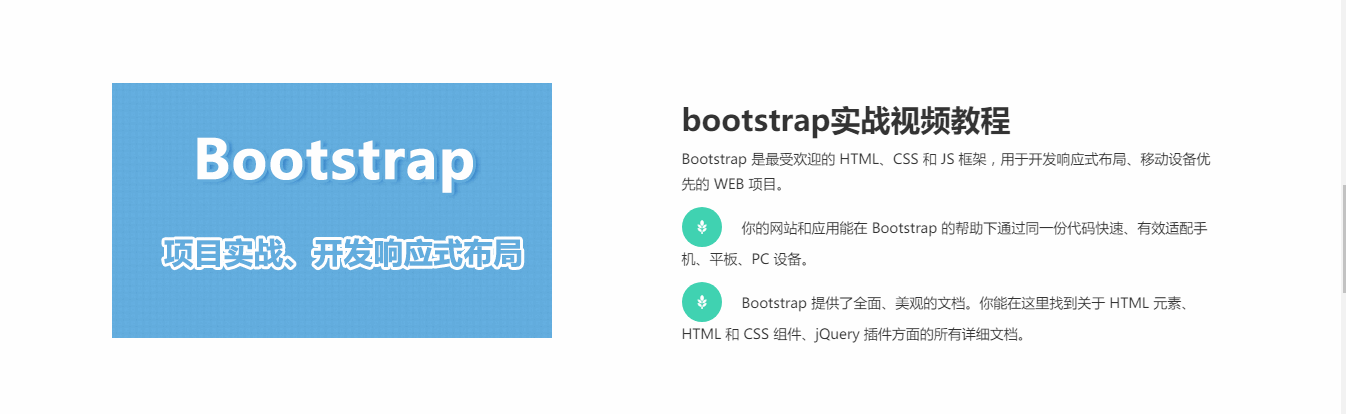 Bootstrap
项目实战、开发响应式布局
bootstrap实战视频教程
Bootstrap 是最受欢迎的 HTML、CSS 和 JS 框架，用于开发响应式布局、移动设备优
先的 WEB 项目。
你的网站和应用能在 Bootstrap 的帮助下通过同一份代码快速、有效适配手
机、平板、PC 设备。
Bootstrap 提供了全面、美观的文档。你能在这里找到关于 HTML 元素、
HTML 和 CSS 组件、jQuery 插件方面的所有详细文档。